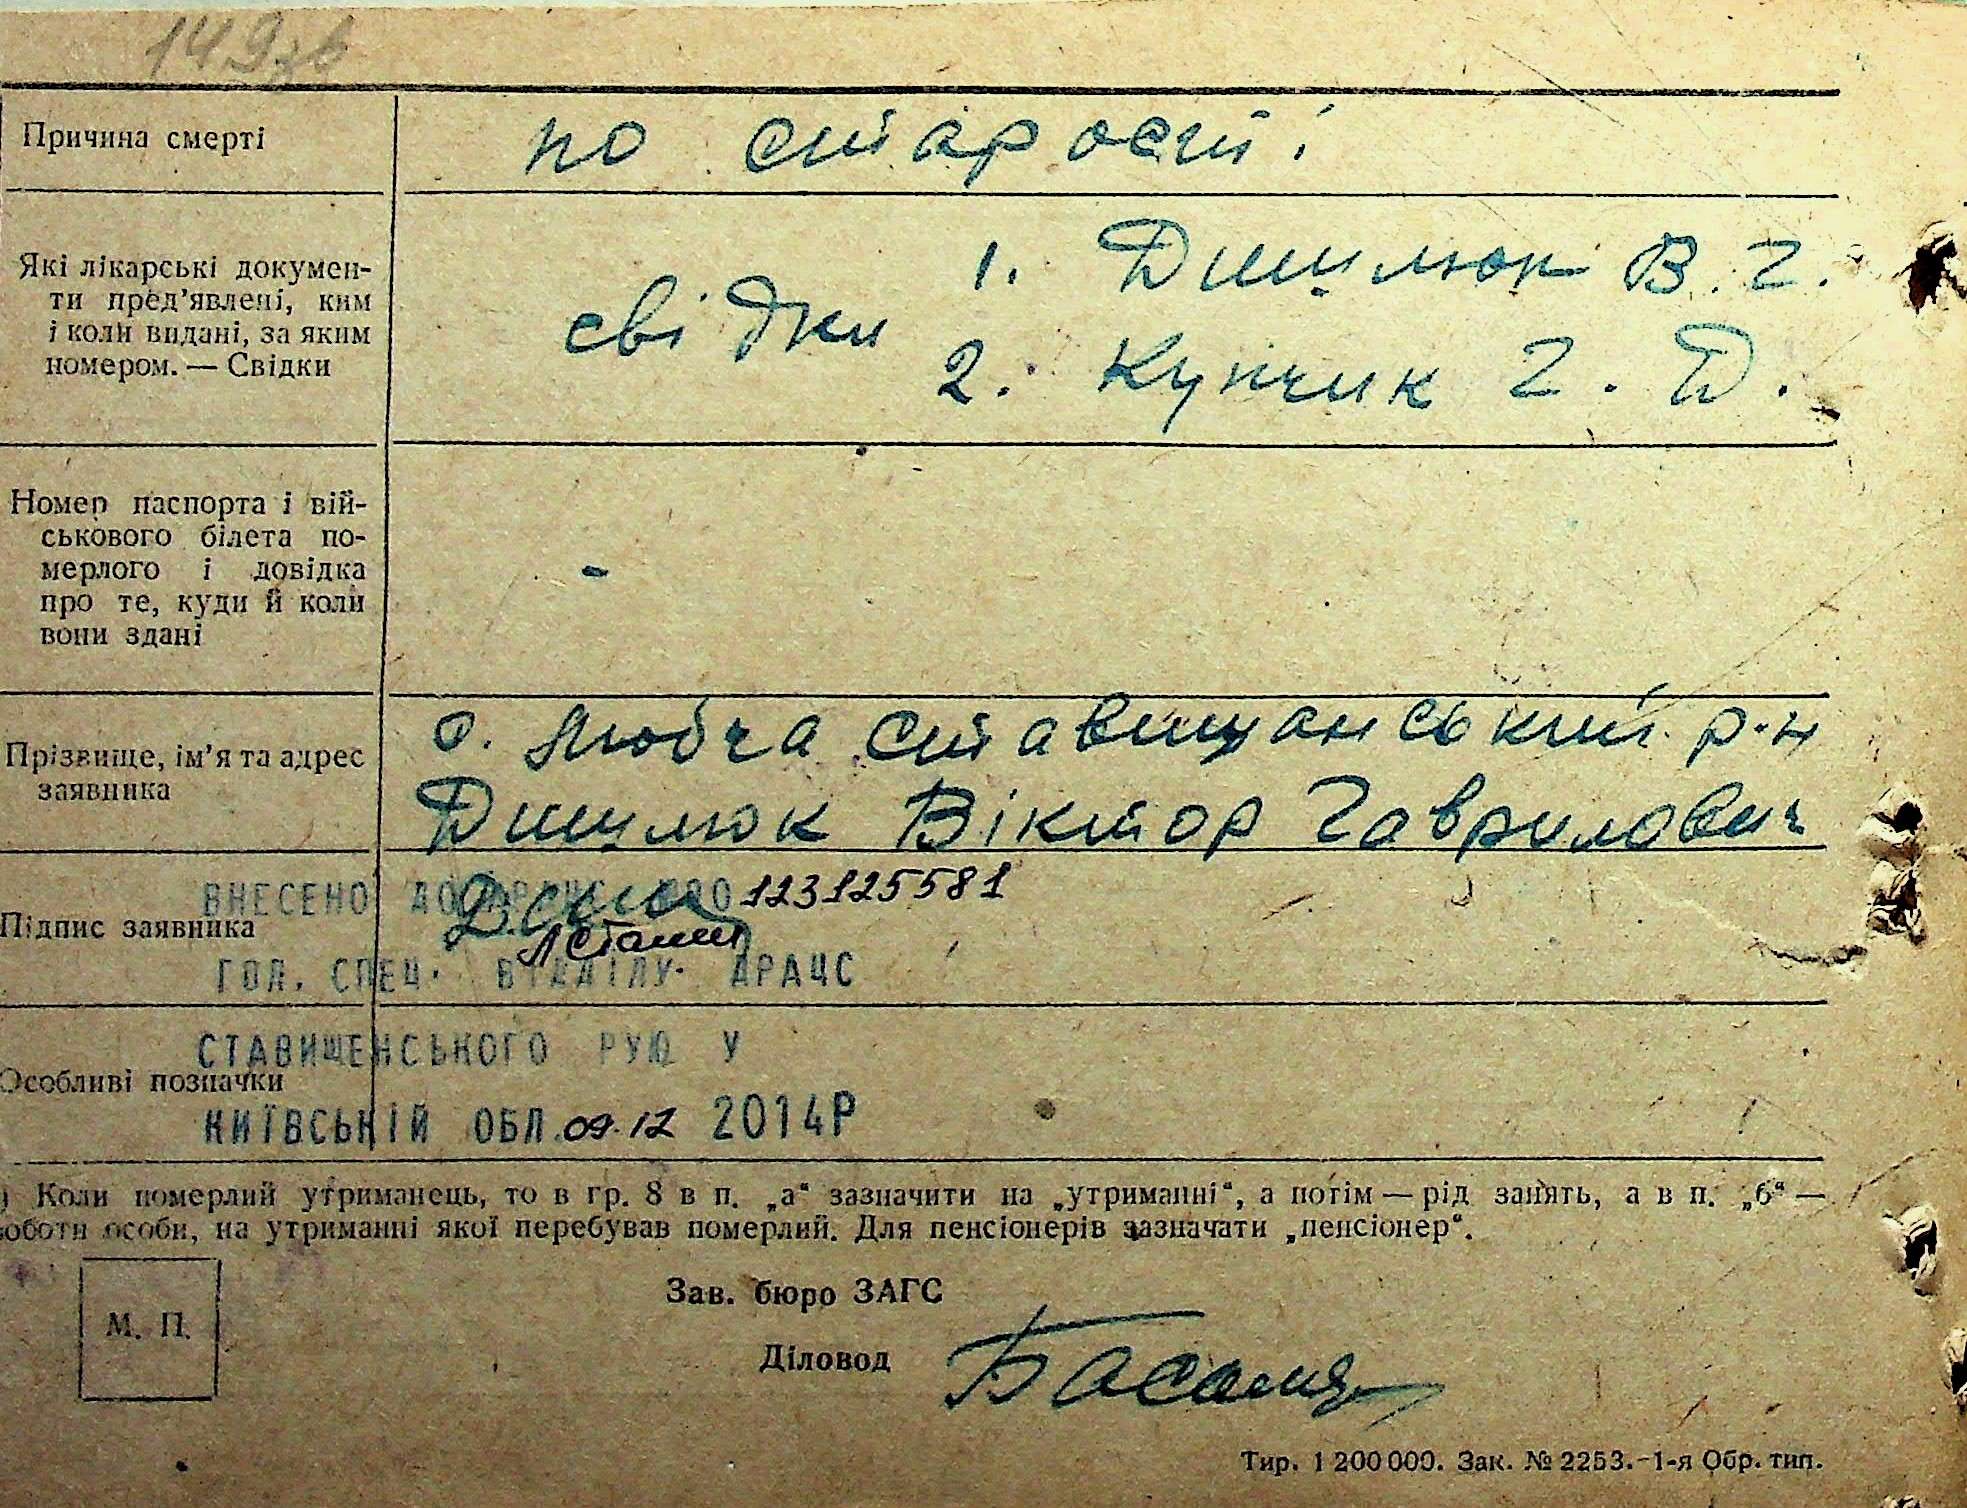 149зв
Причина смерті
по старості
Які лікарські докумен-
ти пред'явлені, ким
і коли видані, за яким
номером. — Свідки
свідки
1. Дишлюк В. Г.
2. Купчик Г. Д.
Номер паспорта і вій-
ськового білета по-
мерлого і довідка
про те, куди й коли
вони здані
-
Прізвище, ім'я та адрес
заявника
с. Любча Ставищанський р-н
Дишлюк Віктор Гаврилович
ВНЕСЕНО ДО 123125581
Підпис заявника
ГОЛ. СПЕЦ. ВІДДІЛУ ДРАЦС
СТАВИЩЕНСЬКОГО РУЮ У
Особливі позначки
КИЇВСЬКІЙ ОБЛ. 09.12 2014Р
) Коли померлий утриманець, то в гр. 8 в п. „а“ зазначити на „утриманні“, а потім — рід занять, а в п. „б“ —
роботи особи, на утриманні якої перебував померлий. Для пенсіонерів зазначати „пенсіонер“.
М. П.
Зав. бюро ЗАГС
Діловод
Тир. 1 200 000. Зак. № 2253.-1-я Обр. тип.